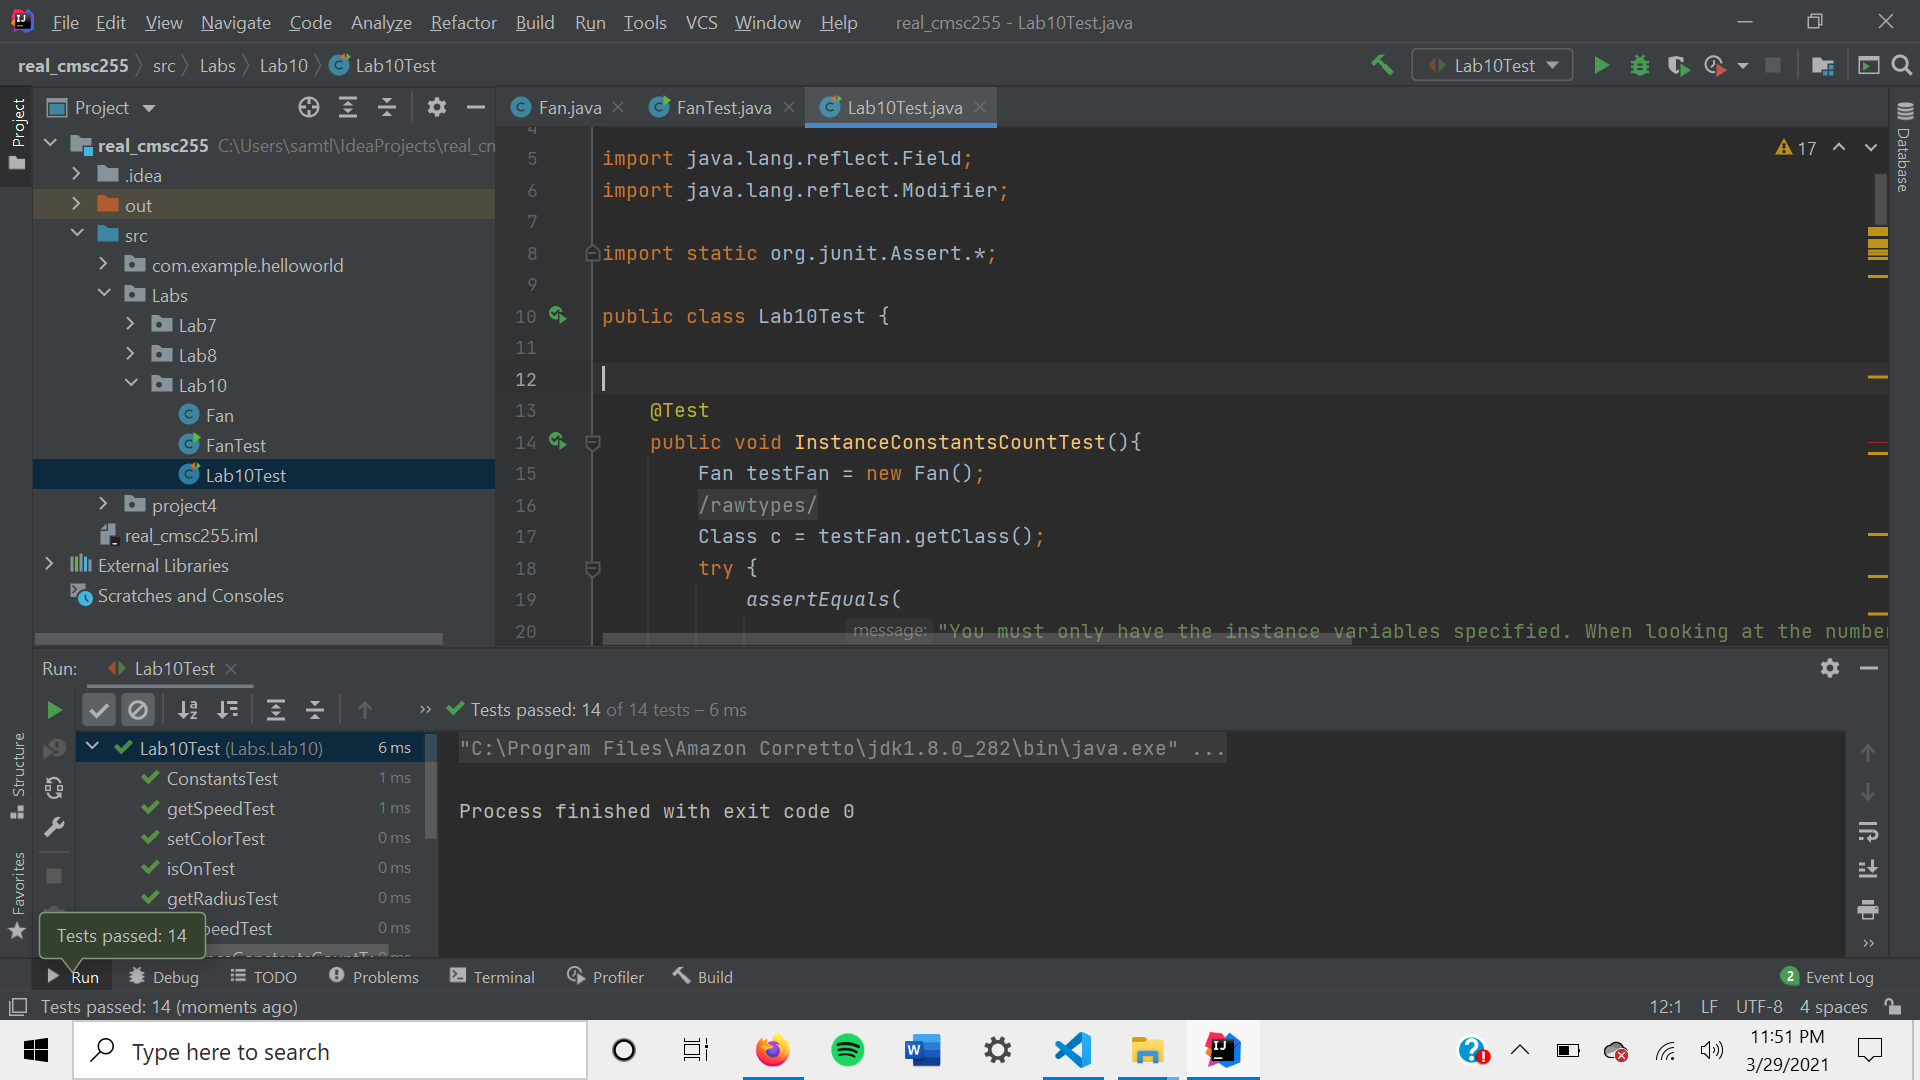 File Edit View Navigate Code Analyze Refactor Build Run Tools VCS Window Help real_cmsc255 - Lab10Test.java
real_cmsc255 src Labs Lab10 Lab10Test
Lab10Test
Project
Fan.java FanTest.java Lab10Test.java
Project
Database
real_cmsc255 C:\Users\samtl\IdeaProjects\real_cm
.idea
out
src
com.example.helloworld
Labs
Lab7
Lab8
Lab10
Fan
FanTest
Lab10Test
project4
real_cmsc255.iml
External Libraries
Scratches and Consoles
17
4
5 import java.lang.reflect.Field;
6 import java.lang.reflect.Modifier;
7
8 import static org.junit.Assert.*;
9
10 public class Lab10Test {
11
12
13 @Test
14 public void InstanceConstantsCountTest(){
15 Fan testFan = new Fan();
16 /rawtypes/
17 Class c = testFan.getClass();
18 try {
19 assertEquals(
20 message: "You must only have the instance variables specified. When looking at the numbe
Run: Lab10Test
Tests passed: 14 of 14 tests – 6 ms
Structure
Favorites
Lab10Test (Labs.Lab10) 6 ms
ConstantsTest 1 ms
getSpeedTest 1 ms
setColorTest 0 ms
isOnTest 0 ms
getRadiusTest 0 ms
peedTest 0 ms
"C:\Program Files\Amazon Corretto\jdk1.8.0_282\bin\java.exe" ...
Process finished with exit code 0
Tests passed: 14
Run Debug TODO Problems Terminal Profiler Build 2 Event Log
Tests passed: 14 (moments ago) 12:1 LF UTF-8 4 spaces
Type here to search
11:51 PM
3/29/2021